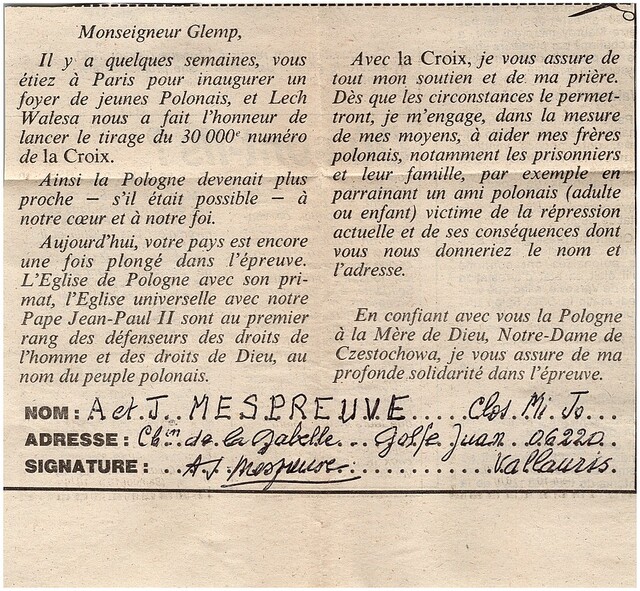 Monseigneur Glemp,
Il y a quelques semaines, vous
étiez à Paris pour inaugurer un
foyer de jeunes Polonais, et Lech
Walesa nous a fait l'honneur de
lancer le tirage du 30 000e numéro
de la Croix.
Ainsi la Pologne devenait plus
proche — s'il était possible — à
notre cœur et à notre foi.
Aujourd'hui, votre pays est encore
une fois plongé dans l'épreuve.
L'Eglise de Pologne avec son pri-
mat, l'Eglise universelle avec notre
Pape Jean-Paul II sont au premier
rang des défenseurs des droits de
l'homme et des droits de Dieu, au
nom du peuple polonais.
Avec la Croix, je vous assure de
tout mon soutien et de ma prière.
Dès que les circonstances le permet-
tront, je m'engage, dans la mesure
de mes moyens, à aider mes frères
polonais, notamment les prisonniers
et leur famille, par exemple en
parrainant un ami polonais (adulte
ou enfant) victime de la répression
actuelle et de ses conséquences dont
vous nous donneriez le nom et
l'adresse.
En confiant avec vous la Pologne
à la Mère de Dieu, Notre-Dame de
Czestochowa, je vous assure de ma
profonde solidarité dans l'épreuve.
NOM : A et J. MESPREUVE Clos Mi Jo
ADRESSE : Chin de la Gabelle Golfe Juan 06220
SIGNATURE : A J. Mespreuve Vallauris